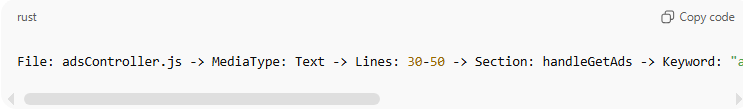 rust
Copy code
File: adsController.js -> MediaType: Text -> Lines: 30-50 -> Section: handleGetAds -> Keyword: "a